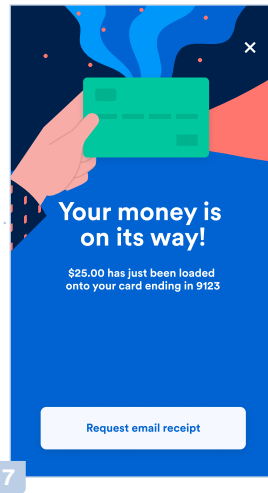 Your money is
on its way!
$25.00 has just been loaded
onto your card ending in 9123
Request email receipt
7